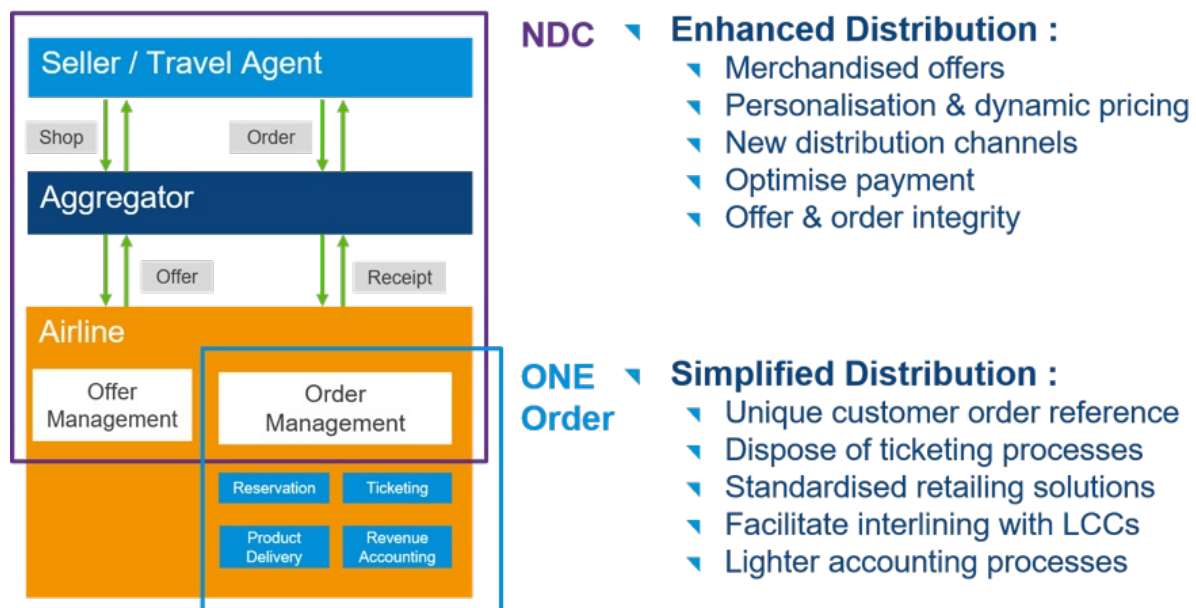 Seller / Travel Agent
Shop
Order
Aggregator
Offer
Receipt
Airline
Offer
Management
Order
Management
Reservation
Ticketing
Product
Delivery
Revenue
Accounting
NDC
Enhanced Distribution :
Merchandised offers
Personalisation & dynamic pricing
New distribution channels
Optimise payment
Offer & order integrity
ONE
Order
Simplified Distribution :
Unique customer order reference
Dispose of ticketing processes
Standardised retailing solutions
Facilitate interlining with LCCs
Lighter accounting processes